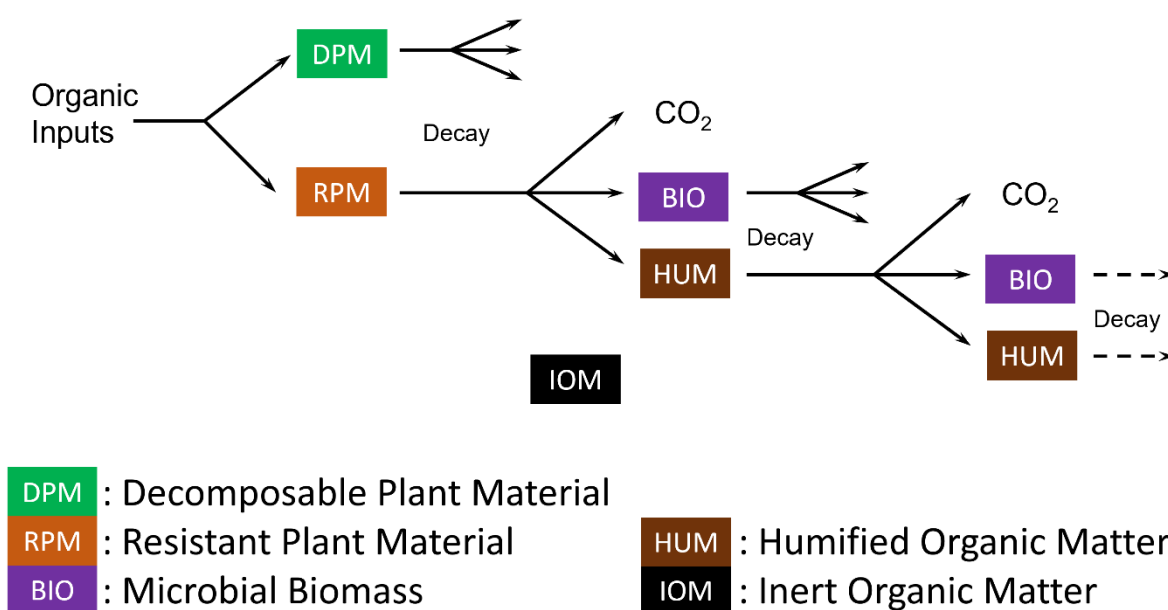 DPM
Organic
Inputs
CO2
Decay
RPM
BIO
CO2
Decay
HUM
BIO
Decay
HUM
IOM
DPM : Decomposable Plant Material
RPM : Resistant Plant Material
HUM : Humified Organic Matter
BIO : Microbial Biomass
IOM : Inert Organic Matter